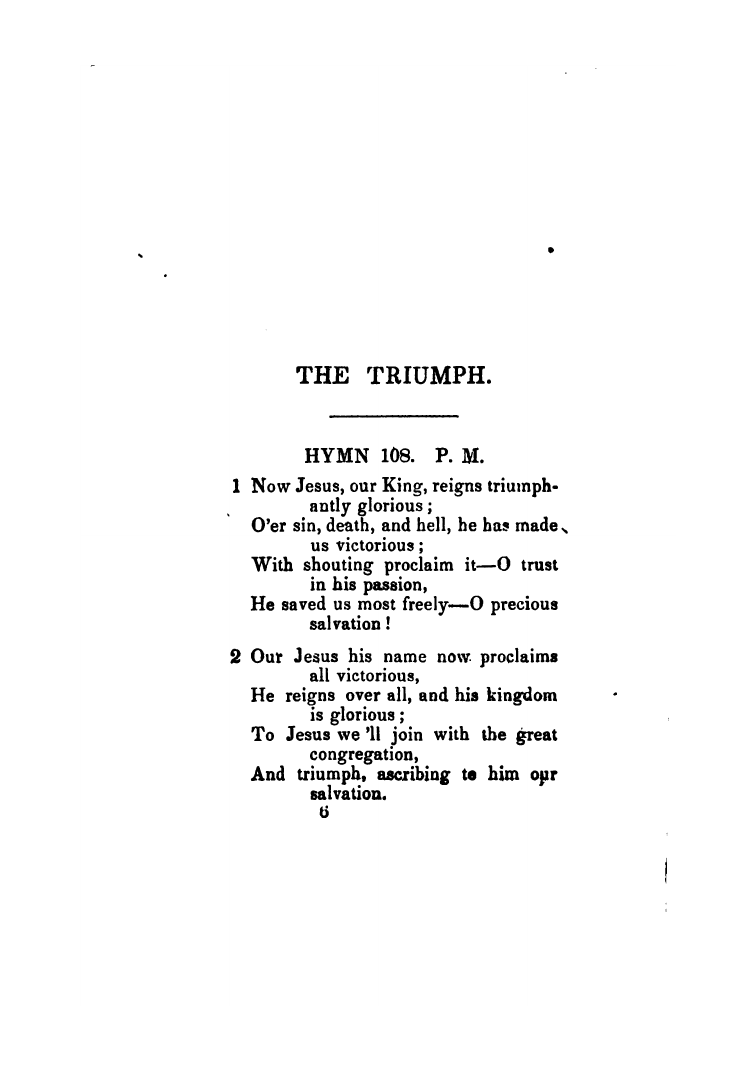 THE TRIUMPH.
HYMN 108. P. M.
1 Now Jesus, our King, reigns triumph-
antly glorious ;
O'er sin, death, and hell, he has made
us victorious ;
With shouting proclaim it—O trust
in his passion,
He saved us most freely—O precious
salvation !
2 Our Jesus his name now proclaims
all victorious,
He reigns over all, and his kingdom
is glorious ;
To Jesus we 'll join with the great
congregation,
And triumph, ascribing to him our
salvation.
6